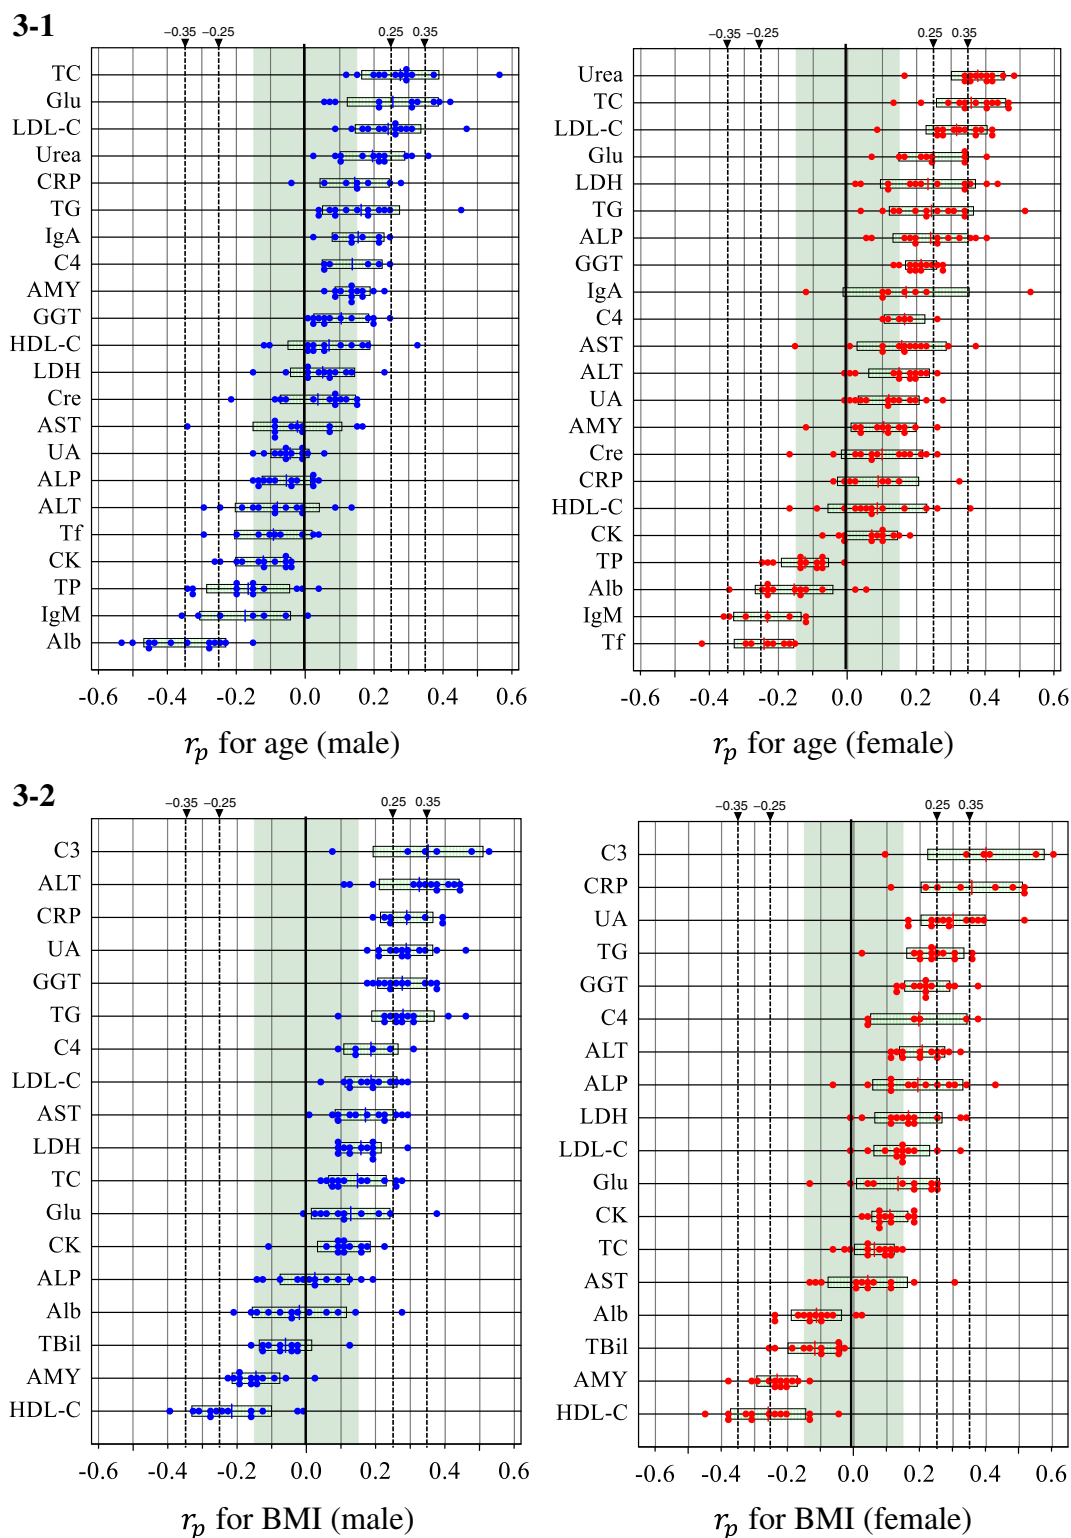 3-1
−0.35 −0.25 0.25 0.35
TC
Glu
LDL-C
Urea
CRP
TG
IgA
C4
AMY
GGT
HDL-C
LDH
Cre
AST
UA
ALP
ALT
Tf
CK
TP
IgM
Alb
-0.6 -0.4 -0.2 0.0 0.2 0.4 0.6
rₚ for age (male)
−0.35 −0.25 0.25 0.35
Urea
TC
LDL-C
Glu
LDH
TG
ALP
GGT
IgA
C4
AST
ALT
UA
AMY
Cre
CRP
HDL-C
CK
TP
Alb
IgM
Tf
-0.6 -0.4 -0.2 0.0 0.2 0.4 0.6
rₚ for age (female)
3-2
−0.35 −0.25 0.25 0.35
C3
ALT
CRP
UA
GGT
TG
C4
LDL-C
AST
LDH
TC
Glu
CK
ALP
Alb
TBil
AMY
HDL-C
-0.6 -0.4 -0.2 0.0 0.2 0.4 0.6
rₚ for BMI (male)
−0.35 −0.25 0.25 0.35
C3
CRP
UA
TG
GGT
C4
ALT
ALP
LDH
LDL-C
Glu
CK
TC
AST
Alb
TBil
AMY
HDL-C
-0.6 -0.4 -0.2 0.0 0.2 0.4 0.6
rₚ for BMI (female)